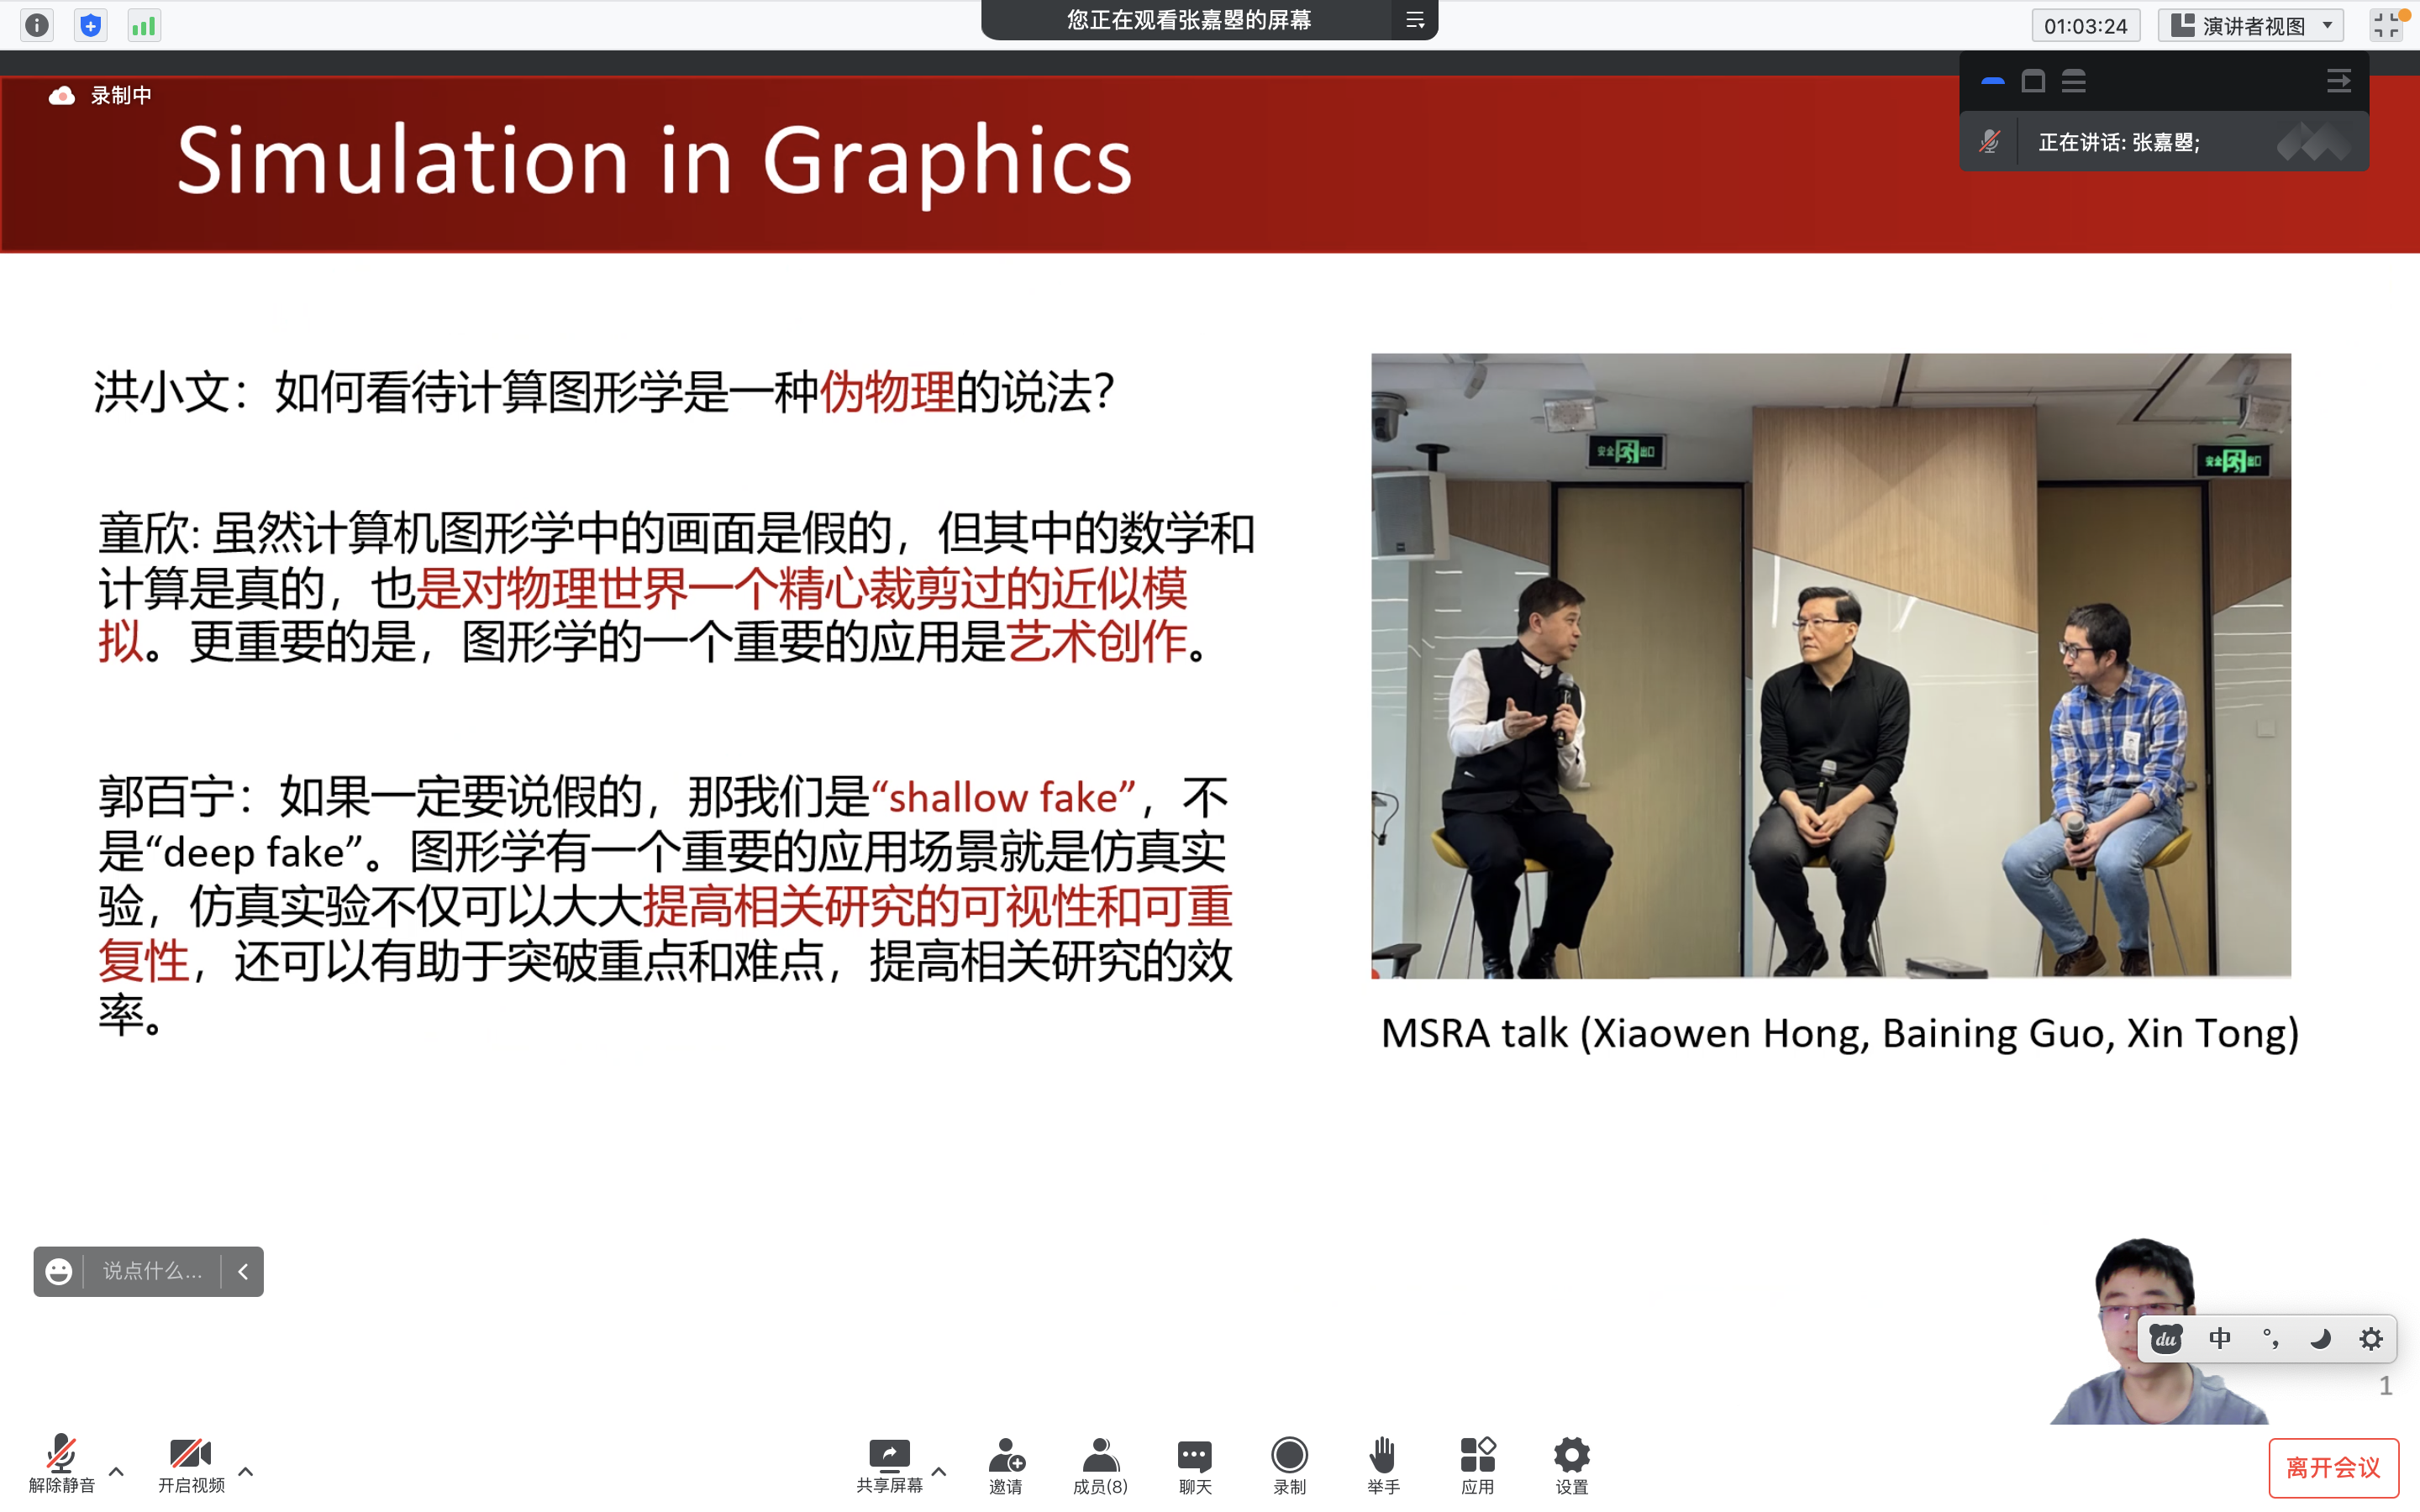 您正在观看张嘉曌的屏幕
01:03:24
演讲者视图
录制中
正在讲话: 张嘉曌;
Simulation in Graphics
洪小文：如何看待计算图形学是一种伪物理的说法？
童欣: 虽然计算机图形学中的画面是假的，但其中的数学和
计算是真的，也是对物理世界一个精心裁剪过的近似模
拟。更重要的是，图形学的一个重要的应用是艺术创作。
郭百宁：如果一定要说假的，那我们是“shallow fake”，不
是“deep fake”。图形学有一个重要的应用场景就是仿真实
验，仿真实验不仅可以大大提高相关研究的可视性和可重
复性，还可以有助于突破重点和难点，提高相关研究的效
率。
安全出口
安全出口
MSRA talk (Xiaowen Hong, Baining Guo, Xin Tong)
说点什么...
du 中 °,
1
解除静音
开启视频
共享屏幕
邀请
成员(8)
聊天
录制
举手
应用
设置
离开会议